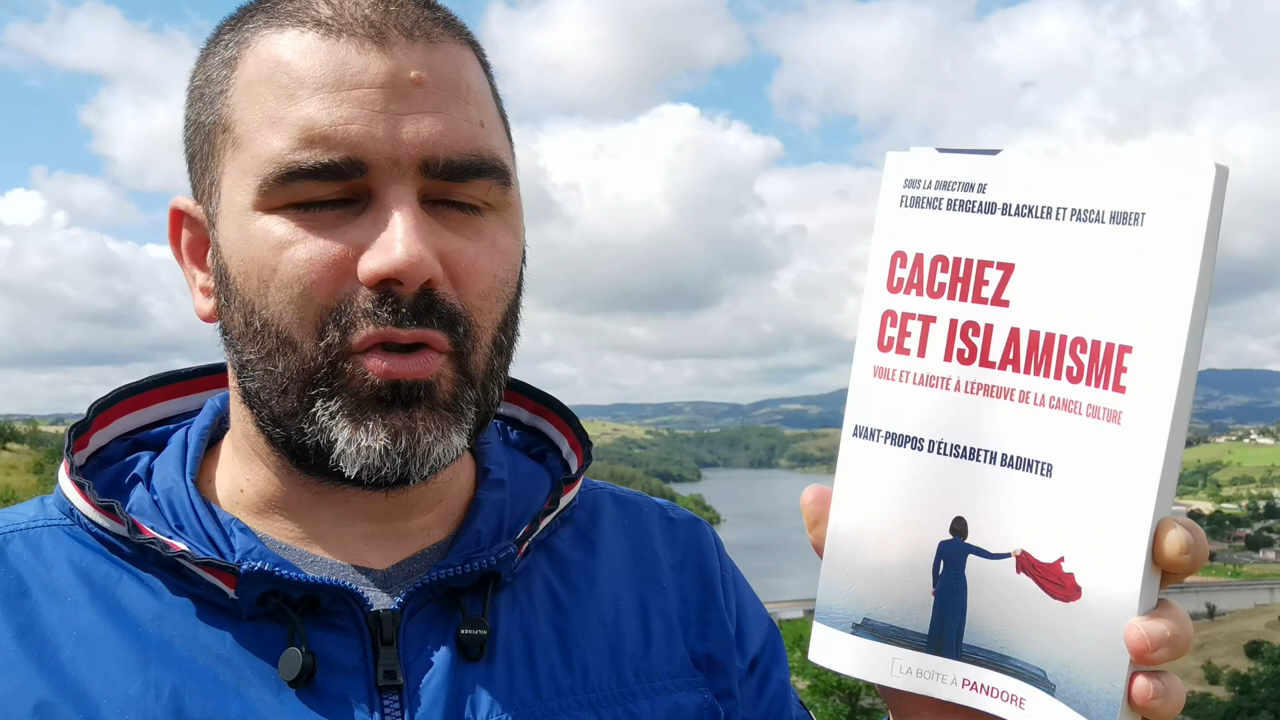 SOUS LA DIRECTION DE
FLORENCE BERGEAUD-BLACKLER ET PASCAL HUBERT
CACHEZ
CET ISLAMISME
VOILE ET LAÏCITÉ À L'ÉPREUVE DE LA CANCEL CULTURE
AVANT-PROPOS D'ÉLISABETH BADINTER
[LA BOÎTE À PANDORE
HILFIGER